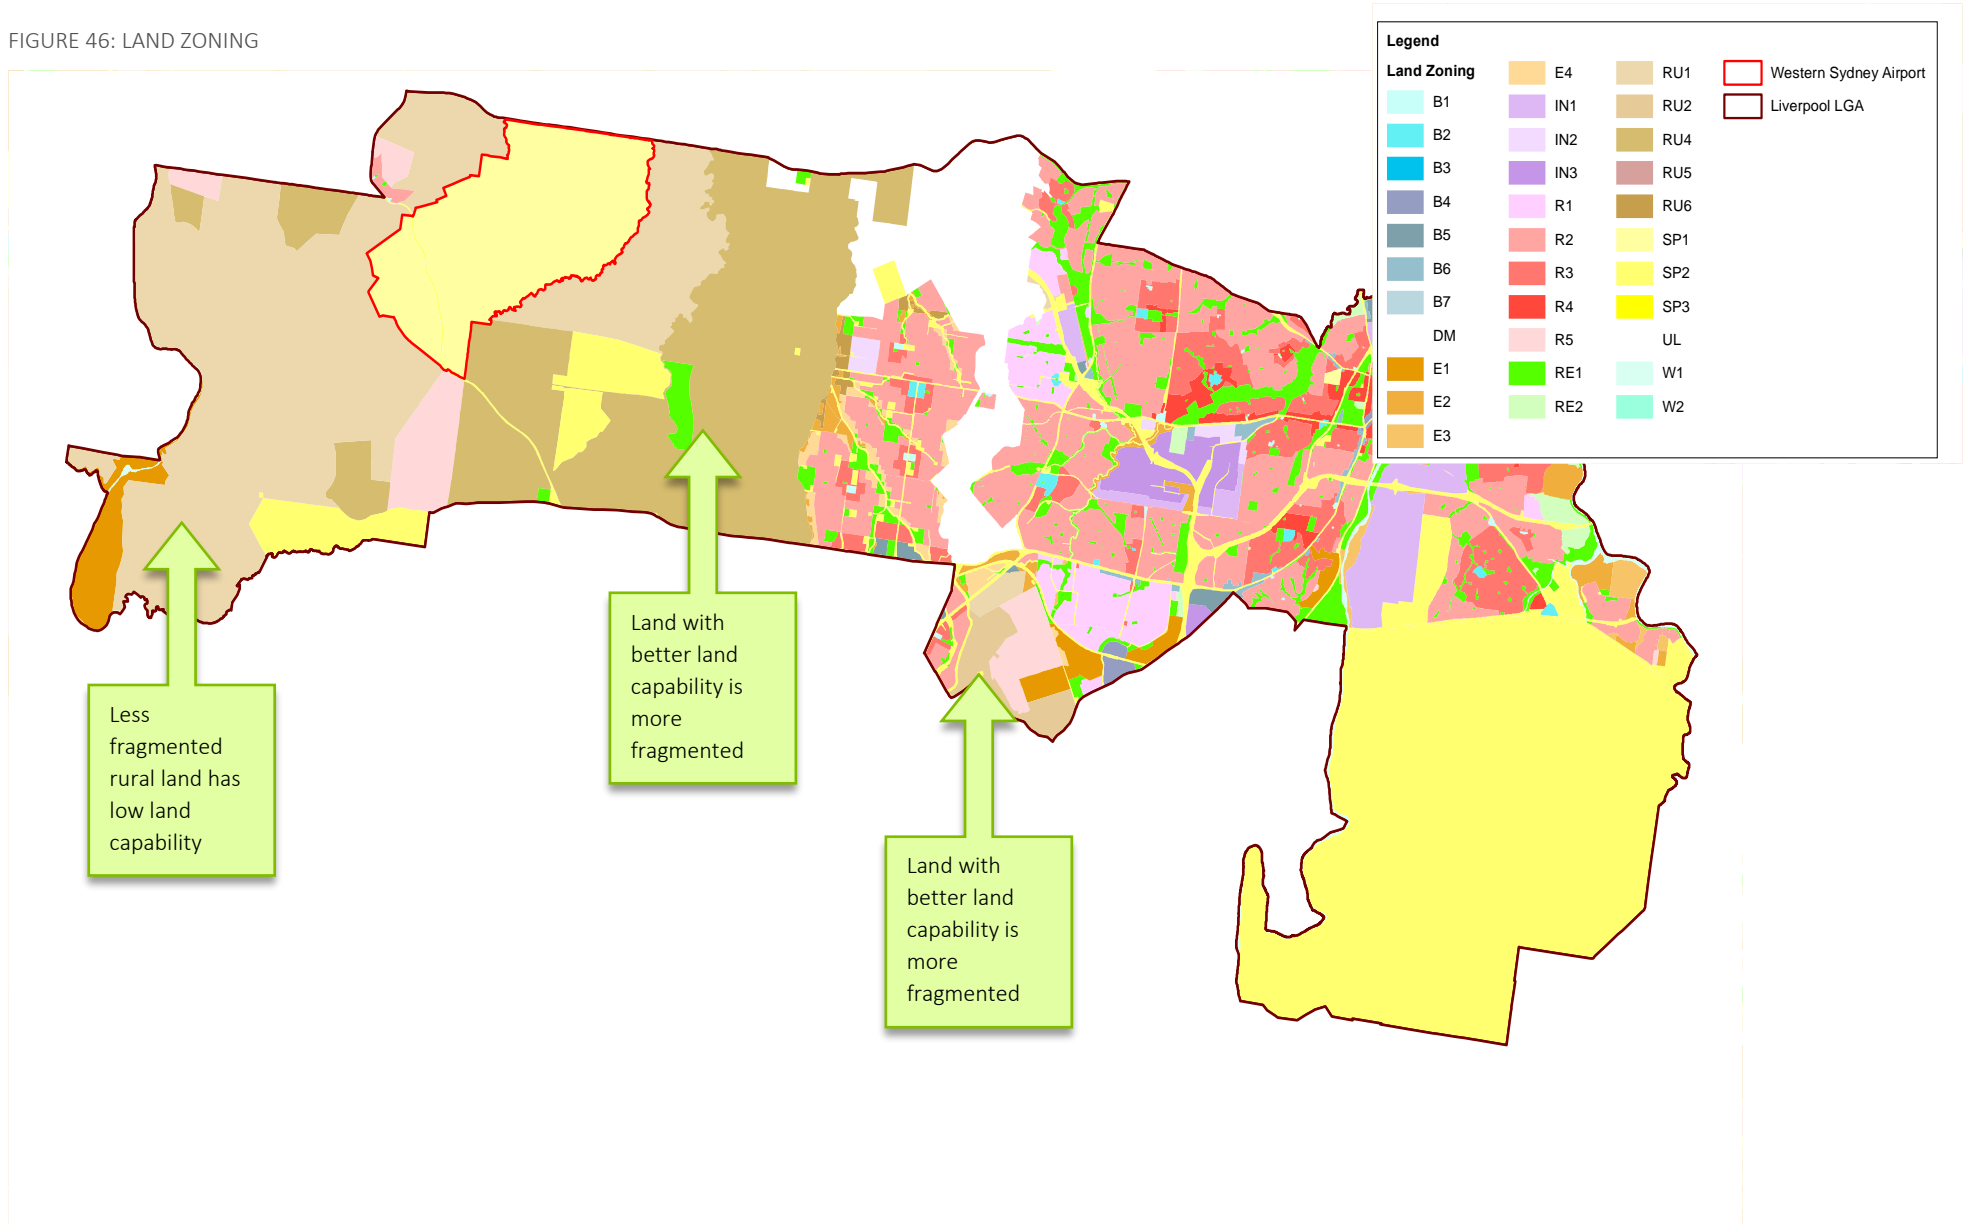 FIGURE 46: LAND ZONING
Legend
Land Zoning
B1
B2
B3
B4
B5
B6
B7
DM
E1
E2
E3
E4
IN1
IN2
IN3
R1
R2
R3
R4
R5
RE1
RE2
RU1
RU2
RU4
RU5
RU6
SP1
SP2
SP3
UL
W1
W2
Western Sydney Airport
Liverpool LGA
Less
fragmented
rural land has
low land
capability
Land with
better land
capability is
more
fragmented
Land with
better land
capability is
more
fragmented